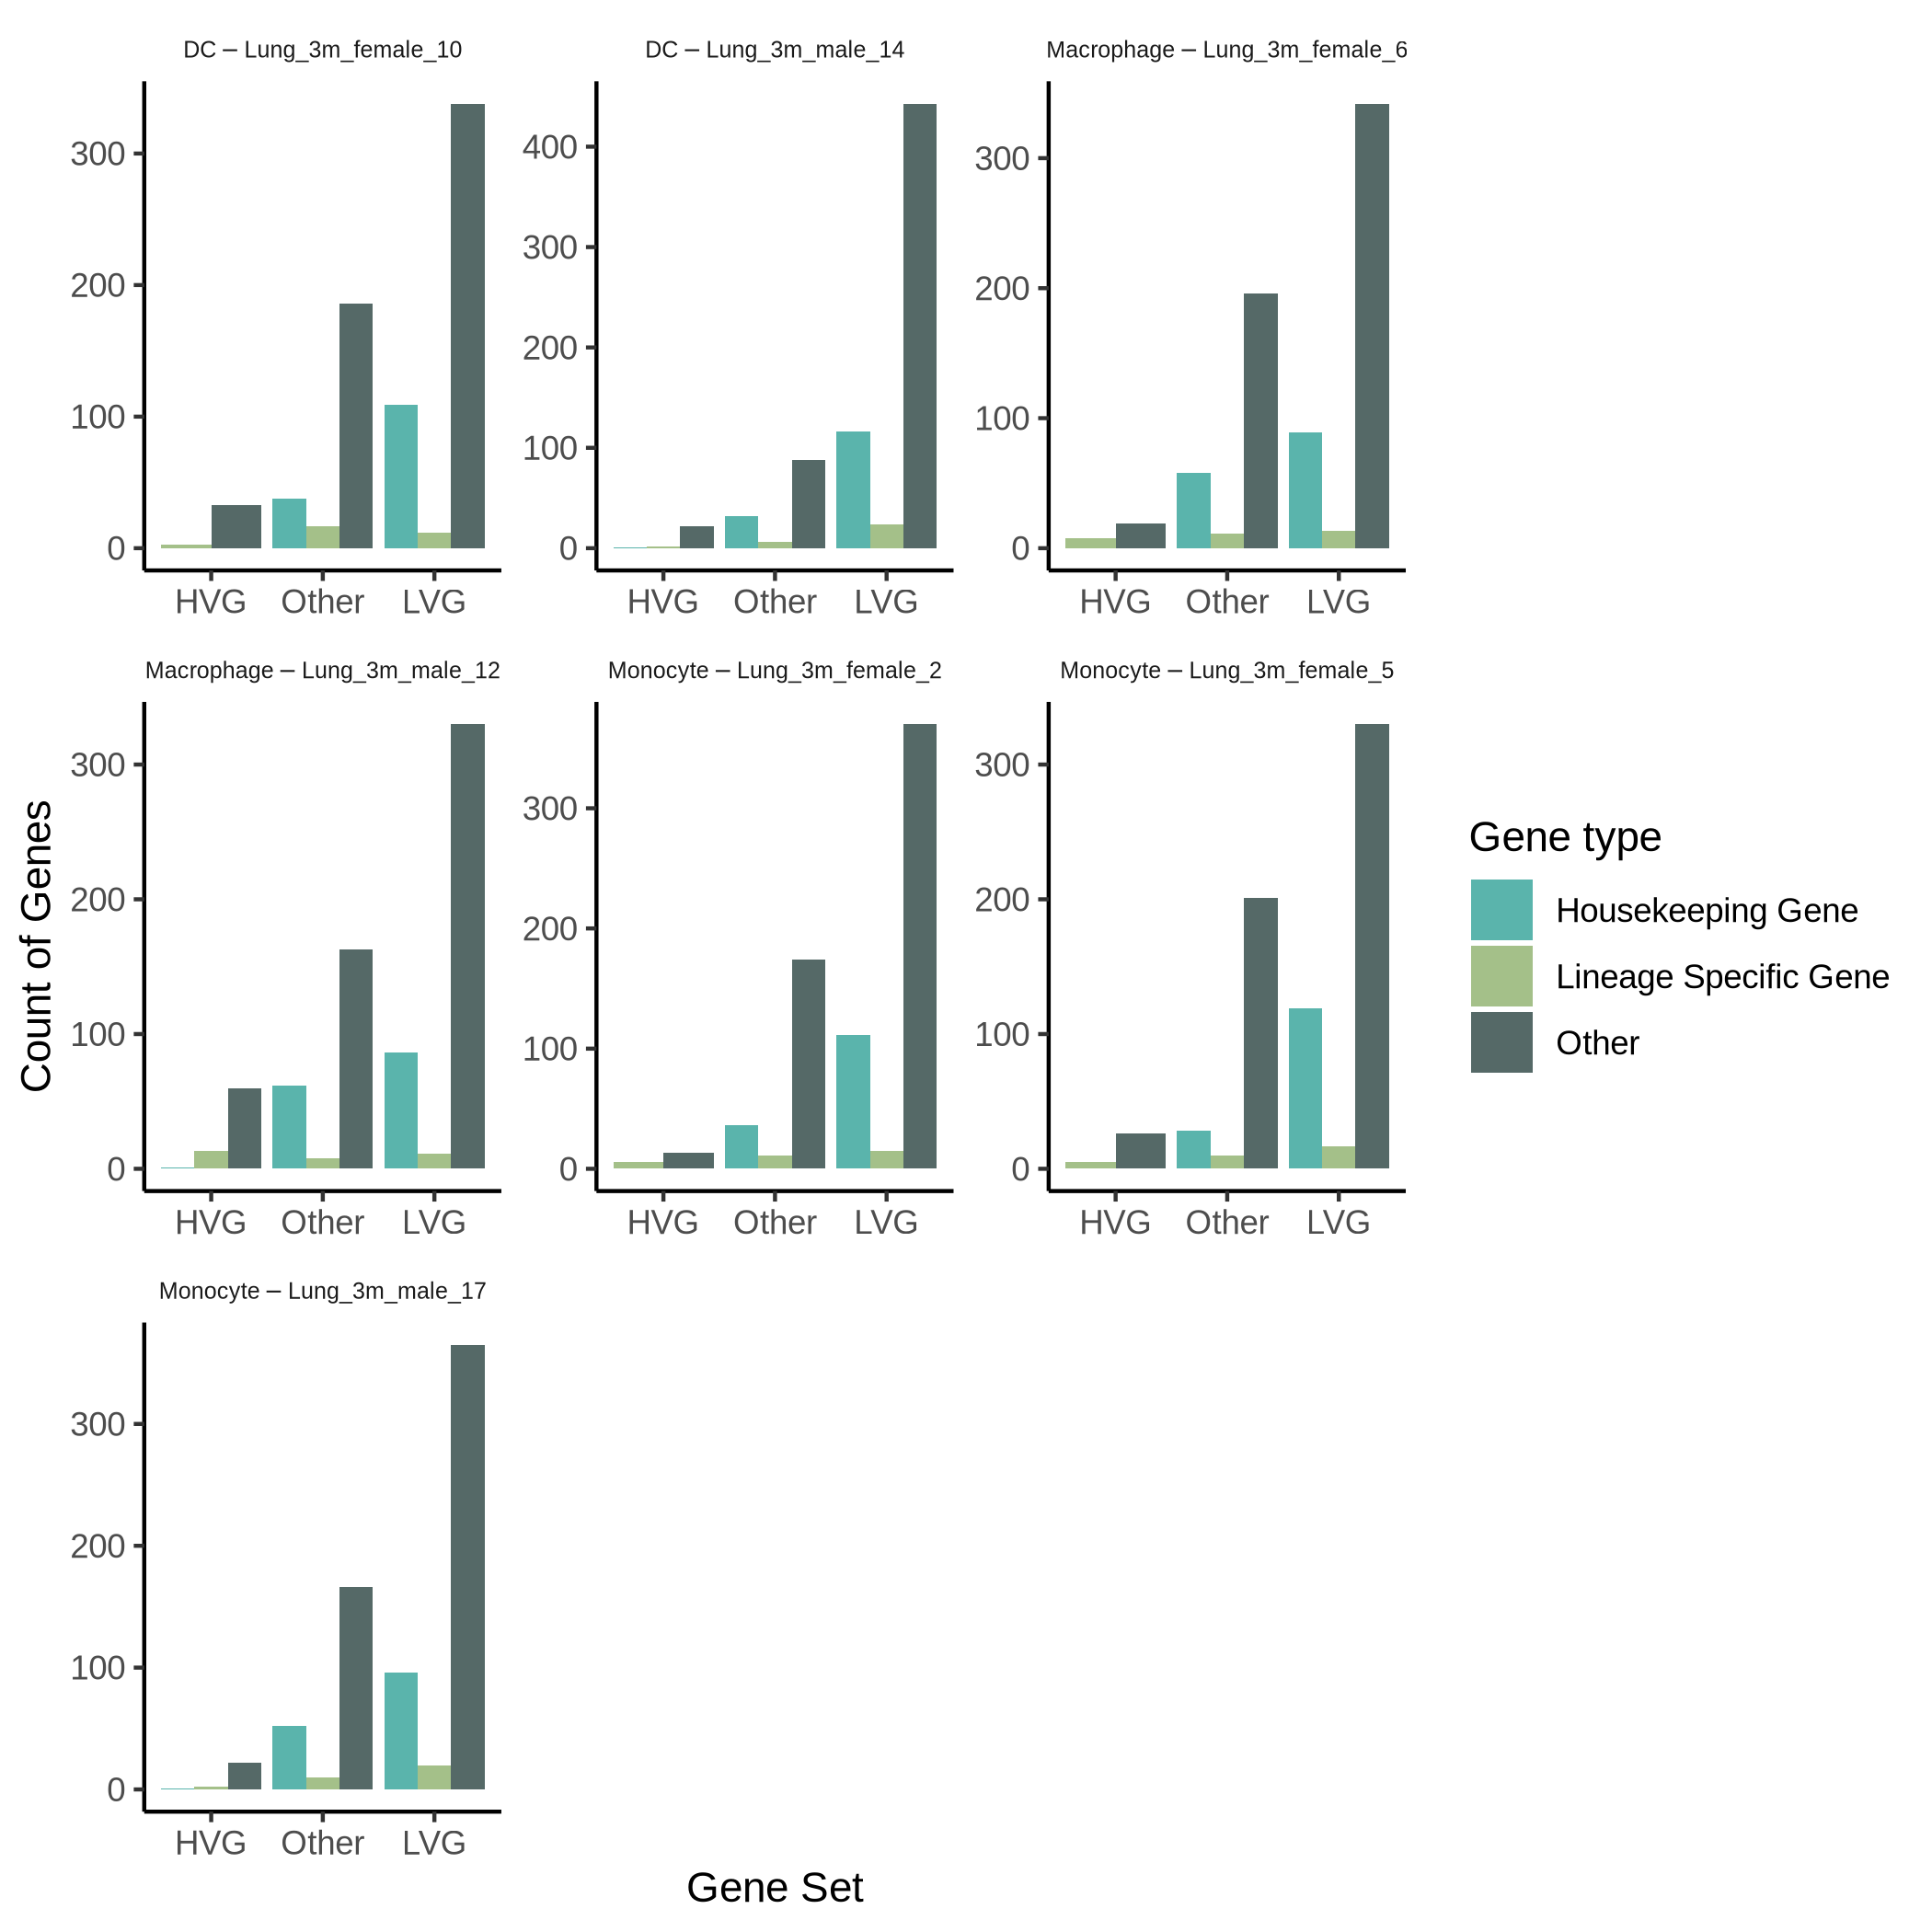 DC – Lung_3m_female_10
DC – Lung_3m_male_14
Macrophage – Lung_3m_female_6
300
200
100
0
HVG Other LVG
400
300
200
100
0
HVG Other LVG
300
200
100
0
HVG Other LVG
Macrophage – Lung_3m_male_12
Monocyte – Lung_3m_female_2
Monocyte – Lung_3m_female_5
Count of Genes
300
200
100
0
HVG Other LVG
300
200
100
0
HVG Other LVG
300
200
100
0
HVG Other LVG
Gene type
Housekeeping Gene
Lineage Specific Gene
Other
Monocyte – Lung_3m_male_17
300
200
100
0
HVG Other LVG
Gene Set